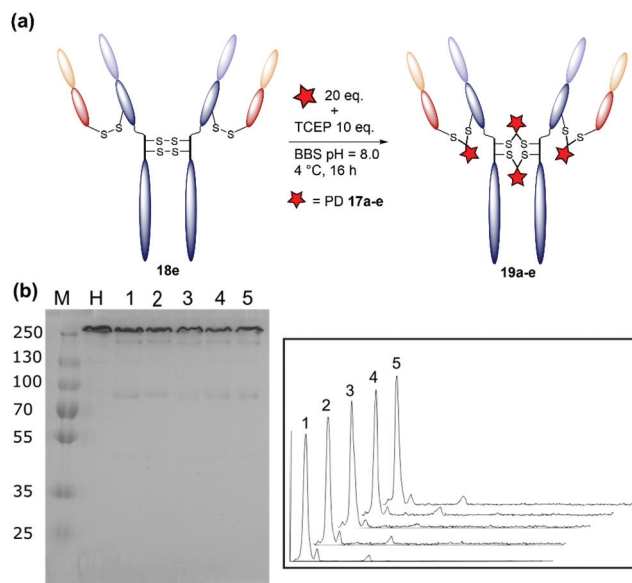 (a)
20 eq.
+
TCEP 10 eq.
BBS pH = 8.0
4 °C, 16 h
= PD 17a-e
S S
S S
S-S
S-S
S S
S S
S S
S S
18e
19a-e
(b)
M H 1 2 3 4 5
250
130
100
70
55
35
25
1
2
3
4
5